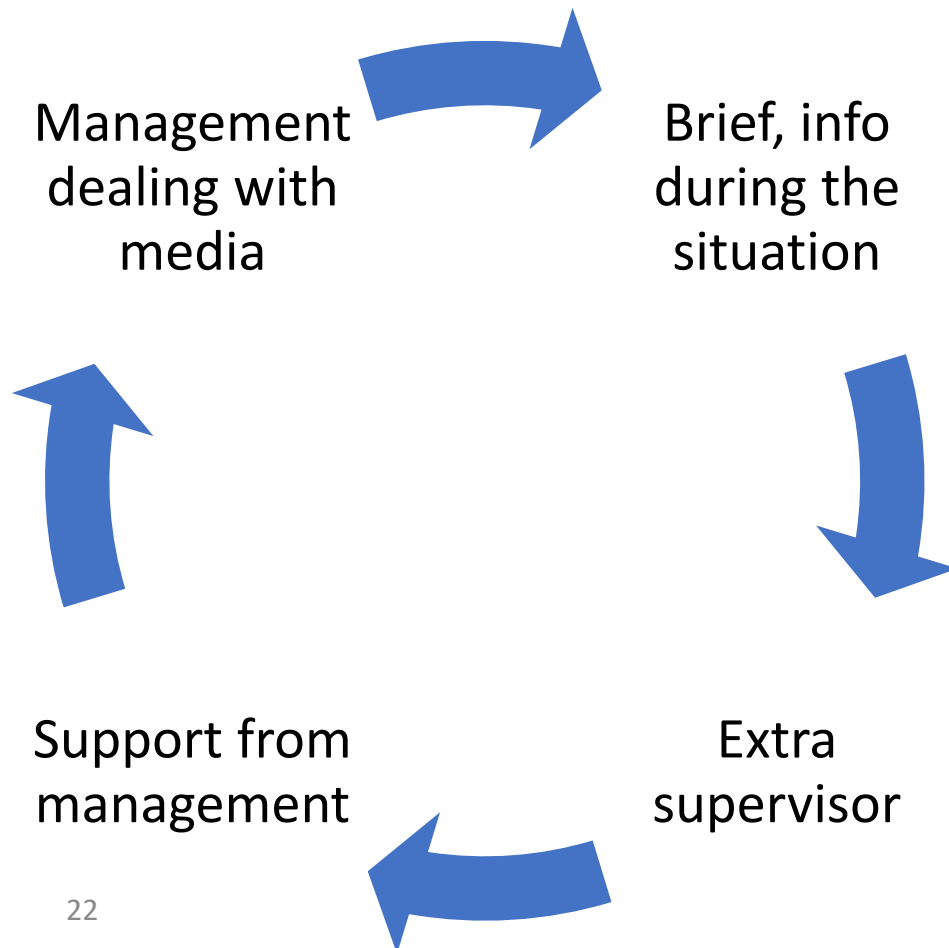 Management
dealing with
media
Brief, info
during the
situation
Extra
supervisor
Support from
management
22